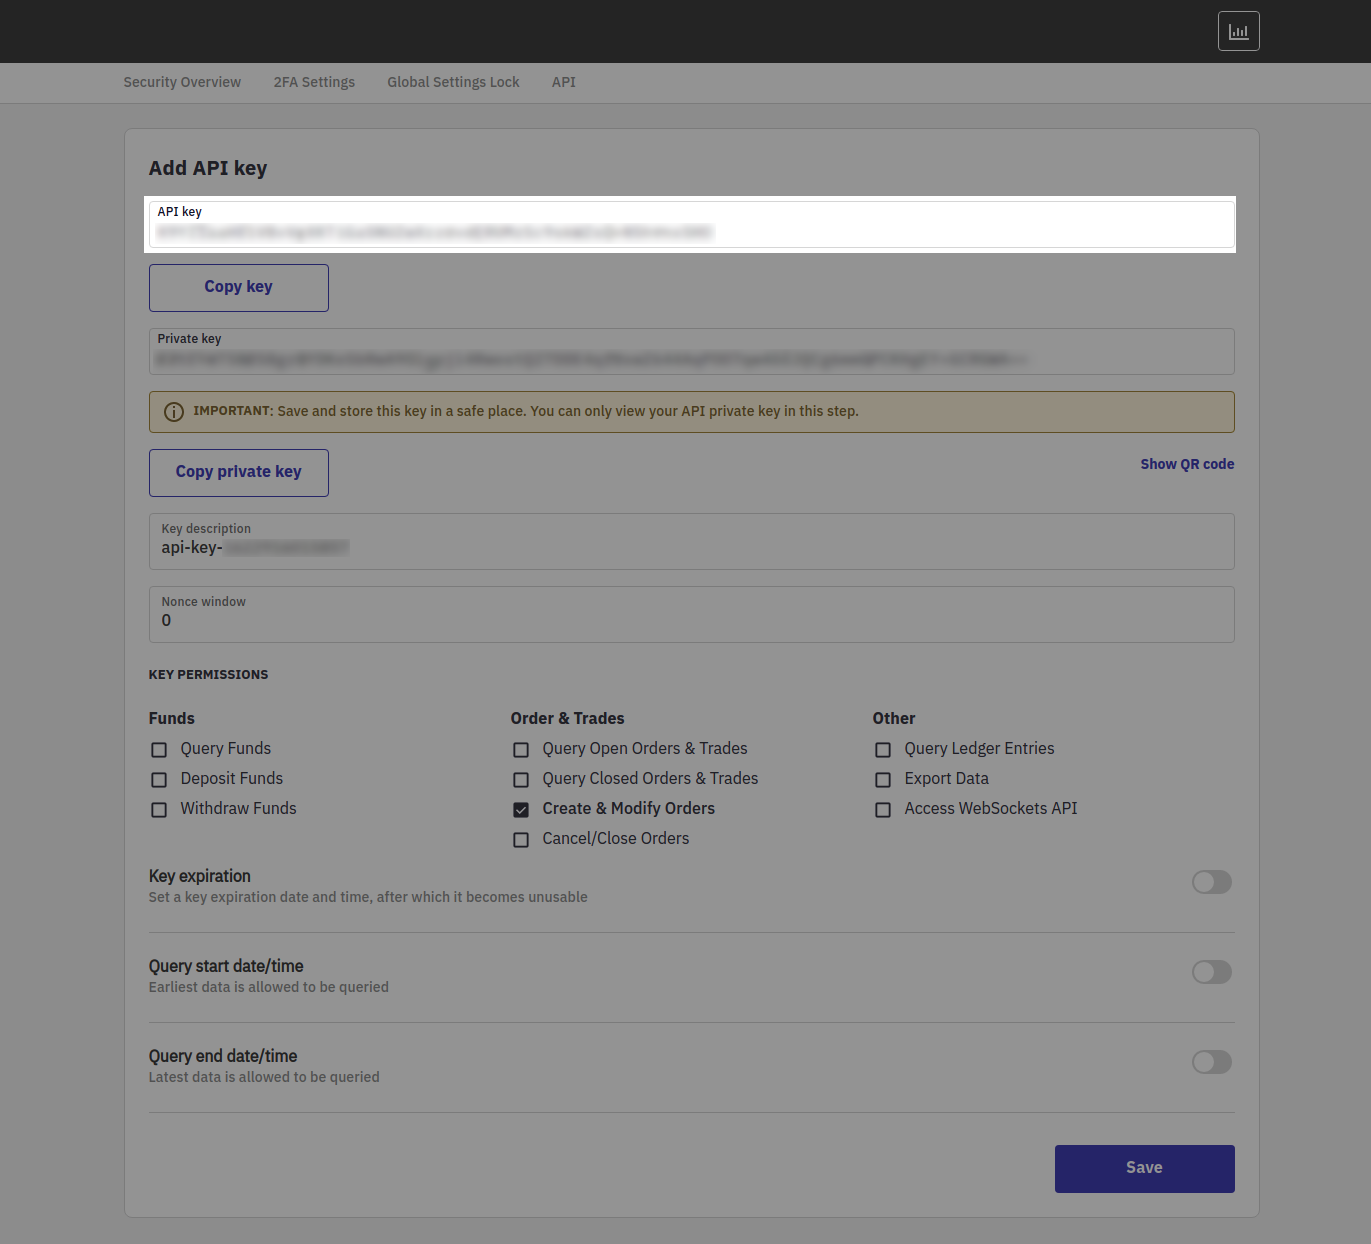 Security Overview 2FA Settings Global Settings Lock API
Add API key
API key
Copy key
Private key
IMPORTANT: Save and store this key in a safe place. You can only view your API private key in this step.
Copy private key
Show QR code
Key description
api-key-
Nonce window
0
KEY PERMISSIONS
Funds Order & Trades Other
Query Funds Query Open Orders & Trades Query Ledger Entries
Deposit Funds Query Closed Orders & Trades Export Data
Withdraw Funds Create & Modify Orders Access WebSockets API
Cancel/Close Orders
Key expiration
Set a key expiration date and time, after which it becomes unusable
Query start date/time
Earliest data is allowed to be queried
Query end date/time
Latest data is allowed to be queried
Save